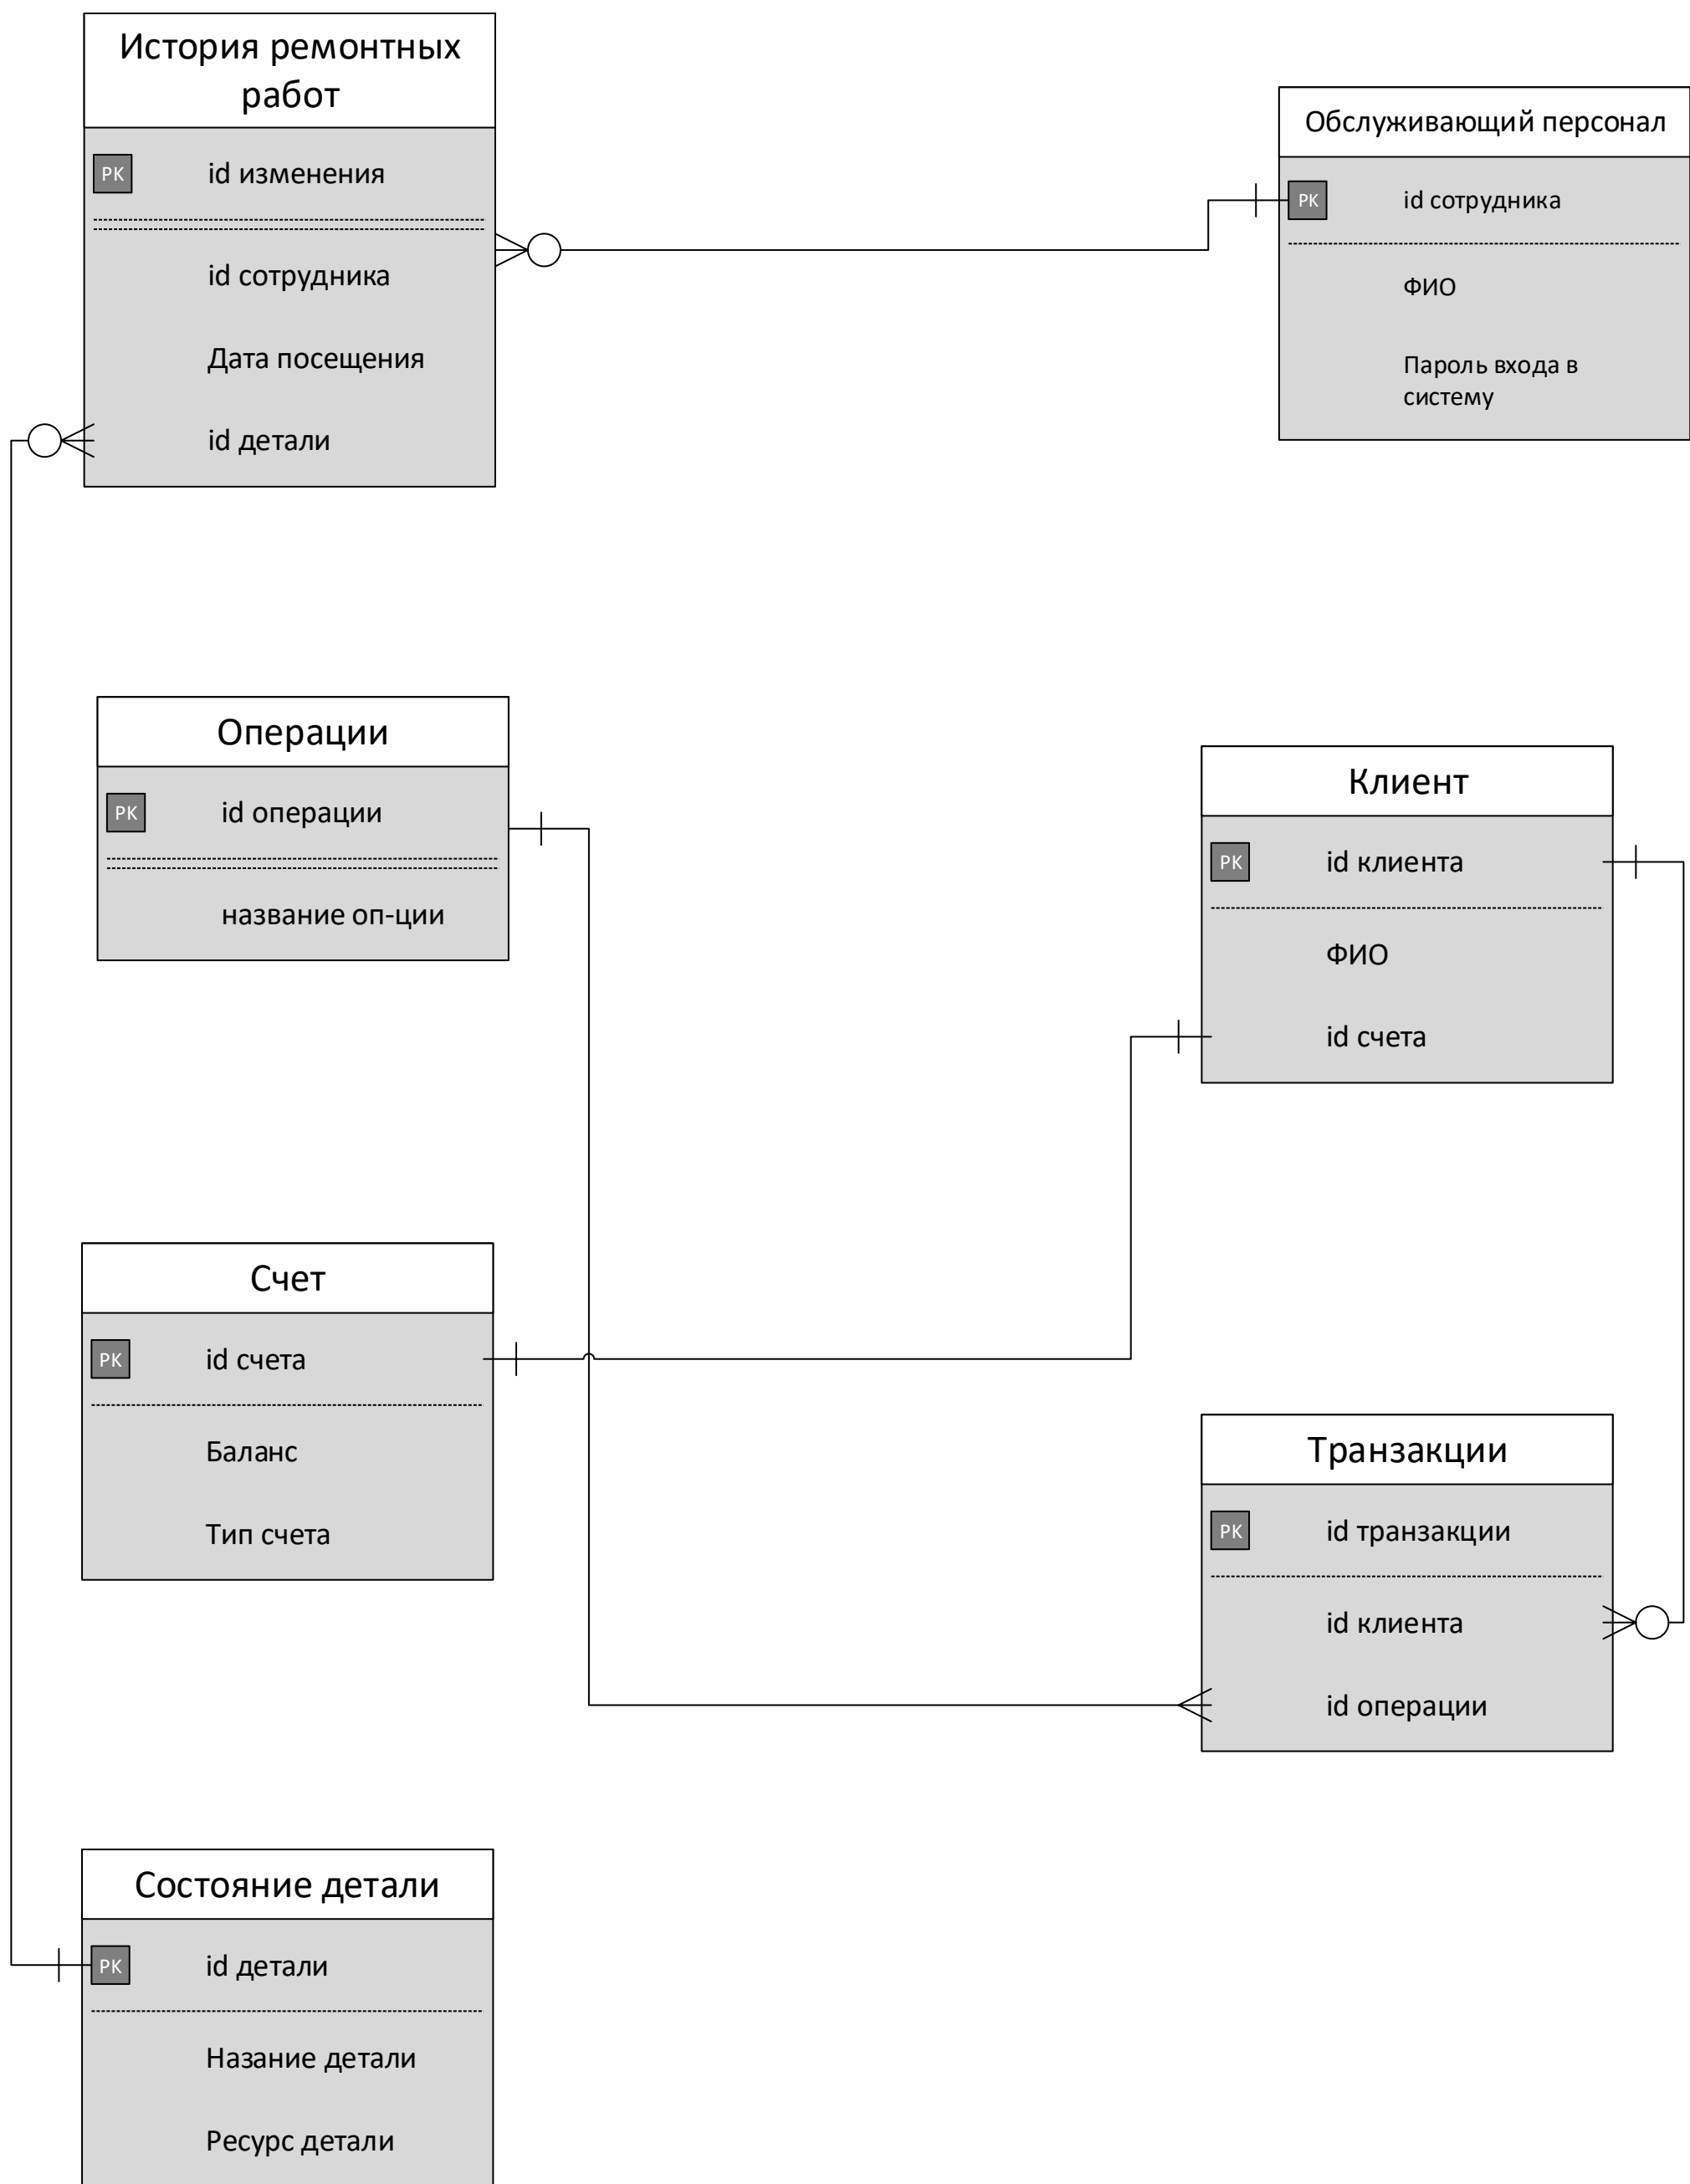 История ремонтных
работ
PK
id изменения
id сотрудника
Дата посещения
id детали
Обслуживающий персонал
PK
id сотрудника
ФИО
Пароль входа в
систему
Операции
PK
id операции
название оп-ции
Клиент
PK
id клиента
ФИО
id счета
Счет
PK
id счета
Баланс
Тип счета
Транзакции
PK
id транзакции
id клиента
id операции
Состояние детали
PK
id детали
Назание детали
Ресурс детали